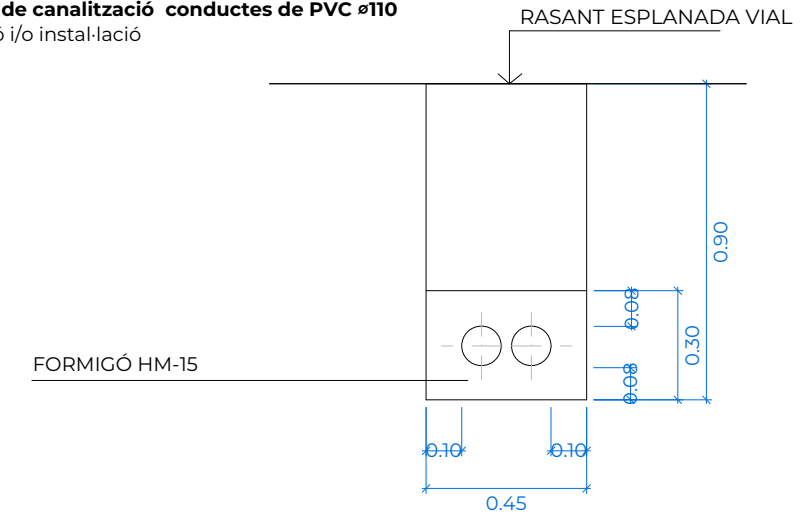 de canalització conductes de PVC ø110
i/o instal·lació
RASANT ESPLANADA VIAL
0.90
0.08
0.30
0.08
FORMIGÓ HM-15
0.10
0.10
0.45